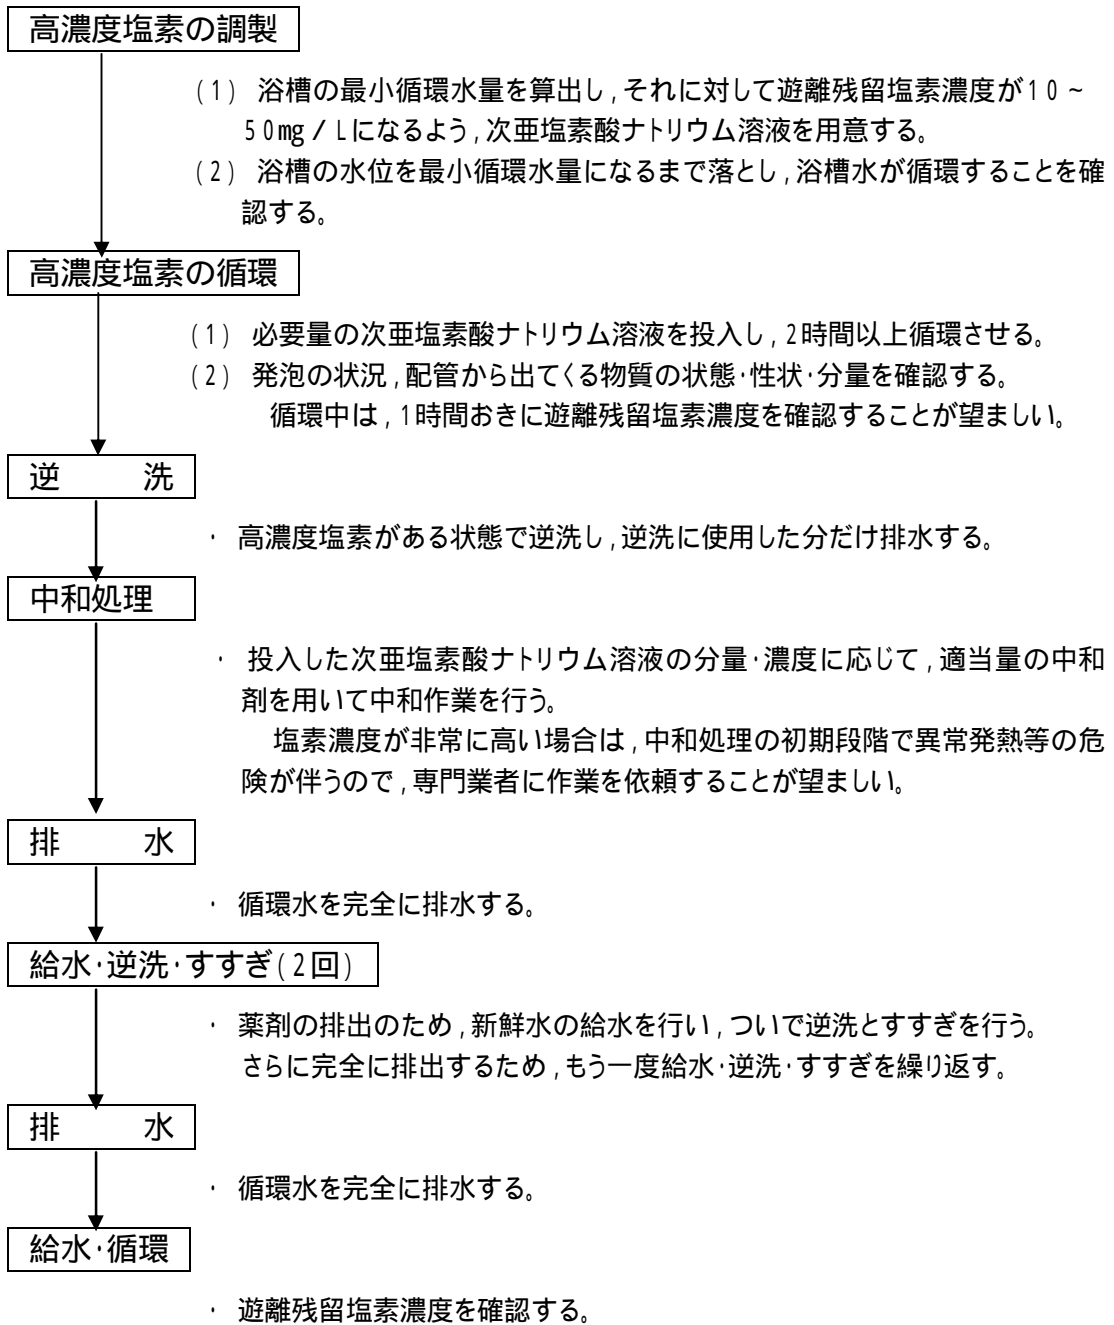 高濃度塩素の調製
(1) 浴槽の最小循環水量を算出し,それに対して遊離残留塩素濃度が10～
50mg/Lになるよう,次亜塩素酸ナトリウム溶液を用意する。
(2) 浴槽の水位を最小循環水量になるまで落とし,浴槽水が循環することを確
認する。
高濃度塩素の循環
(1) 必要量の次亜塩素酸ナトリウム溶液を投入し,2時間以上循環させる。
(2) 発泡の状況,配管から出てくる物質の状態・性状・分量を確認する。
循環中は,1時間おきに遊離残留塩素濃度を確認することが望ましい。
逆 洗
・ 高濃度塩素がある状態で逆洗し,逆洗に使用した分だけ排水する。
中和処理
・ 投入した次亜塩素酸ナトリウム溶液の分量・濃度に応じて,適当量の中和
剤を用いて中和作業を行う。
塩素濃度が非常に高い場合は,中和処理の初期段階で異常発熱等の危
険が伴うので,専門業者に作業を依頼することが望ましい。
排 水
・ 循環水を完全に排水する。
給水・逆洗・すすぎ(2回)
・ 薬剤の排出のため,新鮮水の給水を行い,ついで逆洗とすすぎを行う。
さらに完全に排出するため,もう一度給水・逆洗・すすぎを繰り返す。
排 水
・ 循環水を完全に排水する。
給水・循環
・ 遊離残留塩素濃度を確認する。